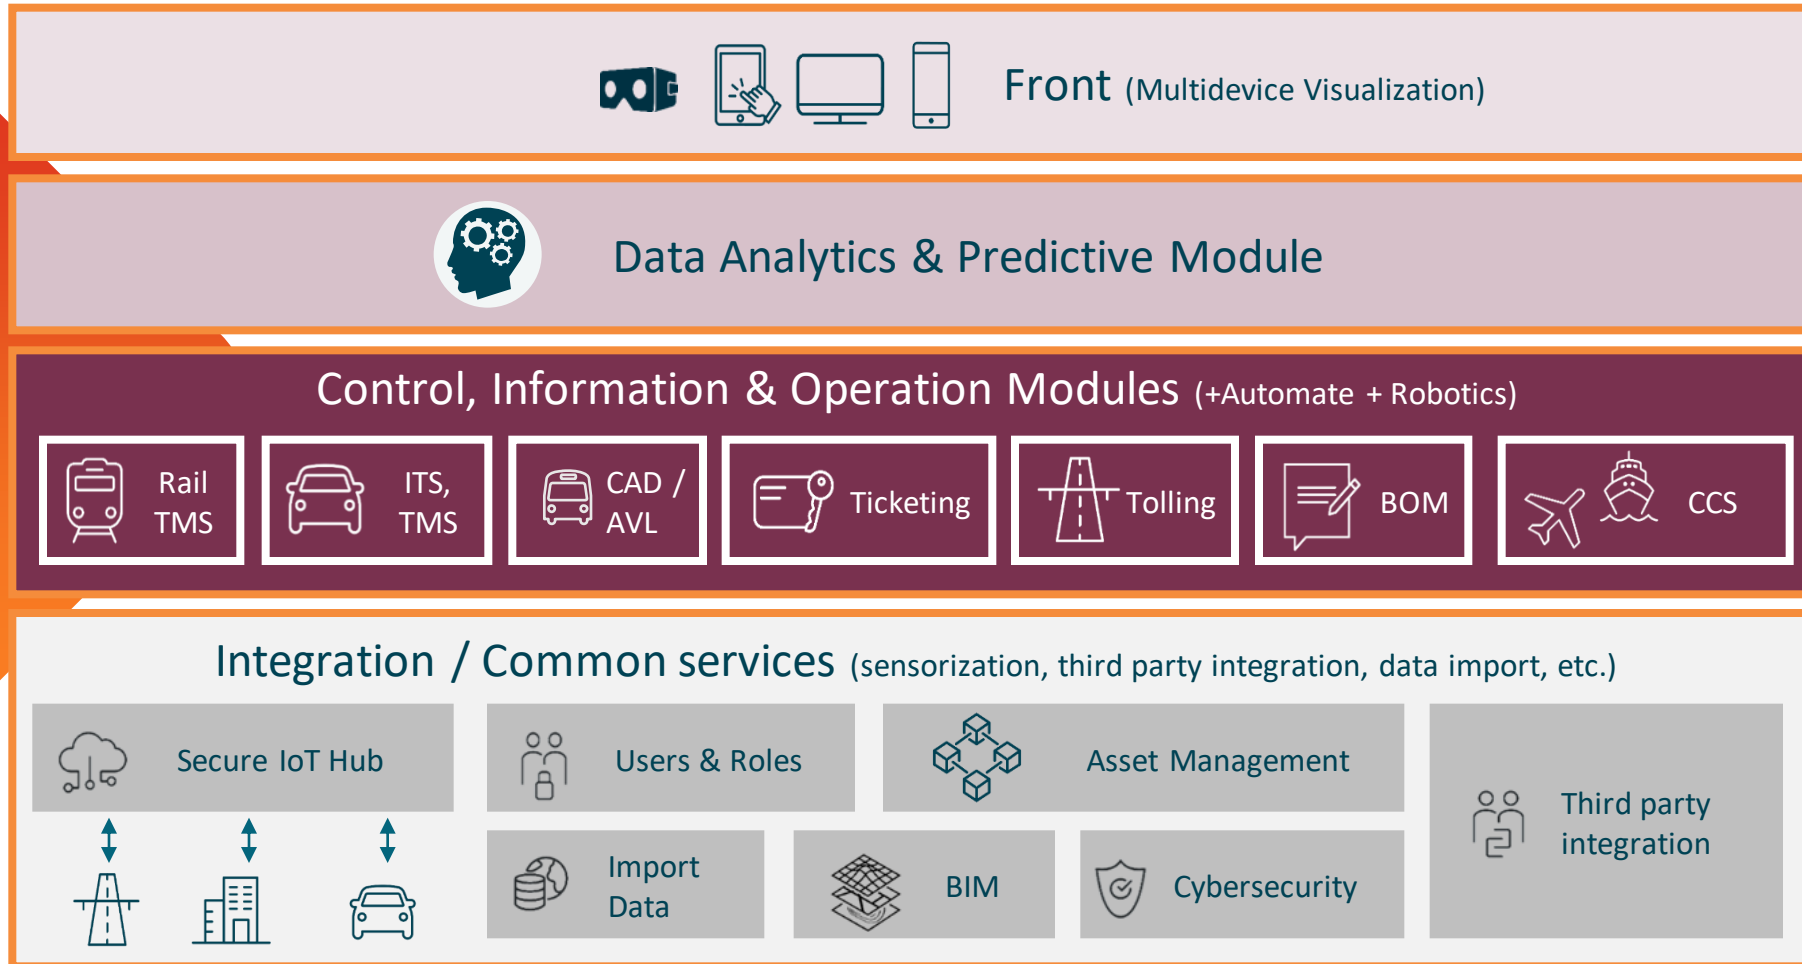 Front (Multidevice Visualization)
Data Analytics & Predictive Module
Control, Information & Operation Modules (+Automate + Robotics)
Rail
TMS
ITS,
TMS
CAD /
AVL
Ticketing
Tolling
BOM
CCS
Integration / Common services (sensorization, third party integration, data import, etc.)
Secure IoT Hub
Users & Roles
Asset Management
Third party
integration
Import
Data
BIM
Cybersecurity